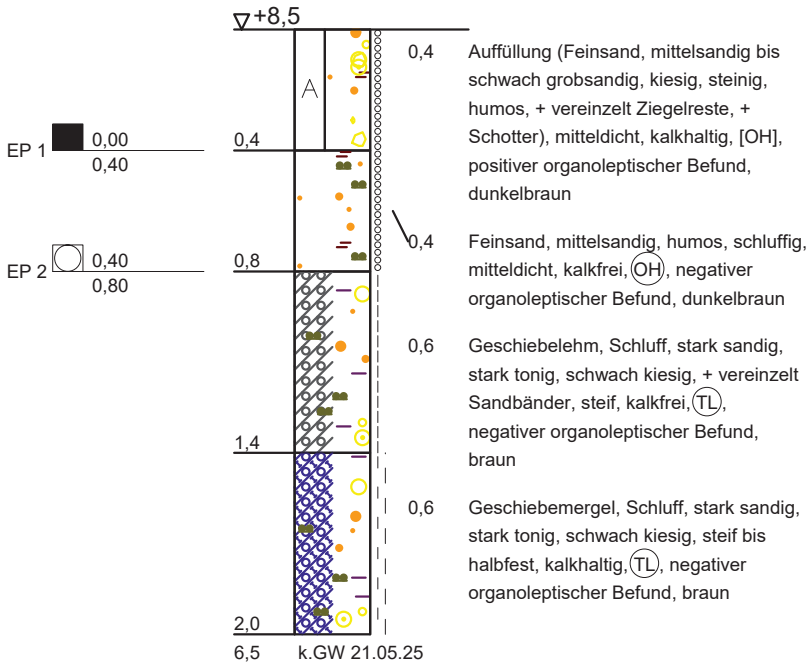 +8,5
0,4 Auffüllung (Feinsand, mittelsandig bis
schwach grobsandig, kiesig, steinig,
humos, + vereinzelt Ziegelreste, +
Schotter), mitteldicht, kalkhaltig, [OH],
positiver organoleptischer Befund,
dunkelbraun
A
EP 1 0,00
0,40
0,4
0,4 Feinsand, mittelsandig, humos, schluffig,
mitteldicht, kalkfrei, OH, negativer
organoleptischer Befund, dunkelbraun
EP 2 0,40
0,80
0,8
0,6 Geschiebelehm, Schluff, stark sandig,
stark tonig, schwach kiesig, + vereinzelt
Sandbänder, steif, kalkfrei, TL,
negativer organoleptischer Befund,
braun
1,4
0,6 Geschiebemergel, Schluff, stark sandig,
stark tonig, schwach kiesig, steif bis
halbfest, kalkhaltig, TL, negativer
organoleptischer Befund, braun
2,0
6,5 k.GW 21.05.25